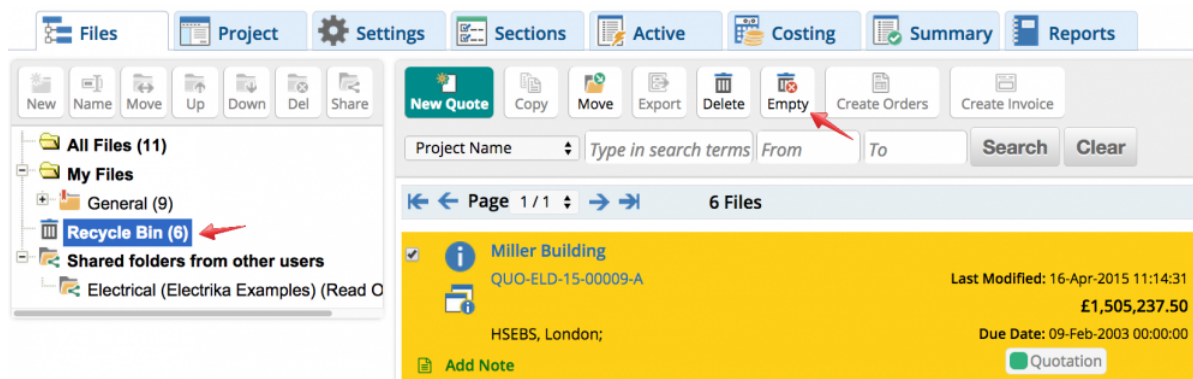 Files Project Settings Sections Active Costing Summary Reports
New Name Move Up Down Del Share
New Quote Copy Move Export Delete Empty Create Orders Create Invoice
All Files (11)
My Files
General (9)
Recycle Bin (6)
Shared folders from other users
Electrical (Electrika Examples) (Read O
Project Name Type in search terms From To Search Clear
Page 1 / 1 6 Files
Miller Building
QUO-ELD-15-00009-A
Last Modified: 16-Apr-2015 11:14:31
£1,505,237.50
HSEBS, London; Due Date: 09-Feb-2003 00:00:00
Add Note Quotation